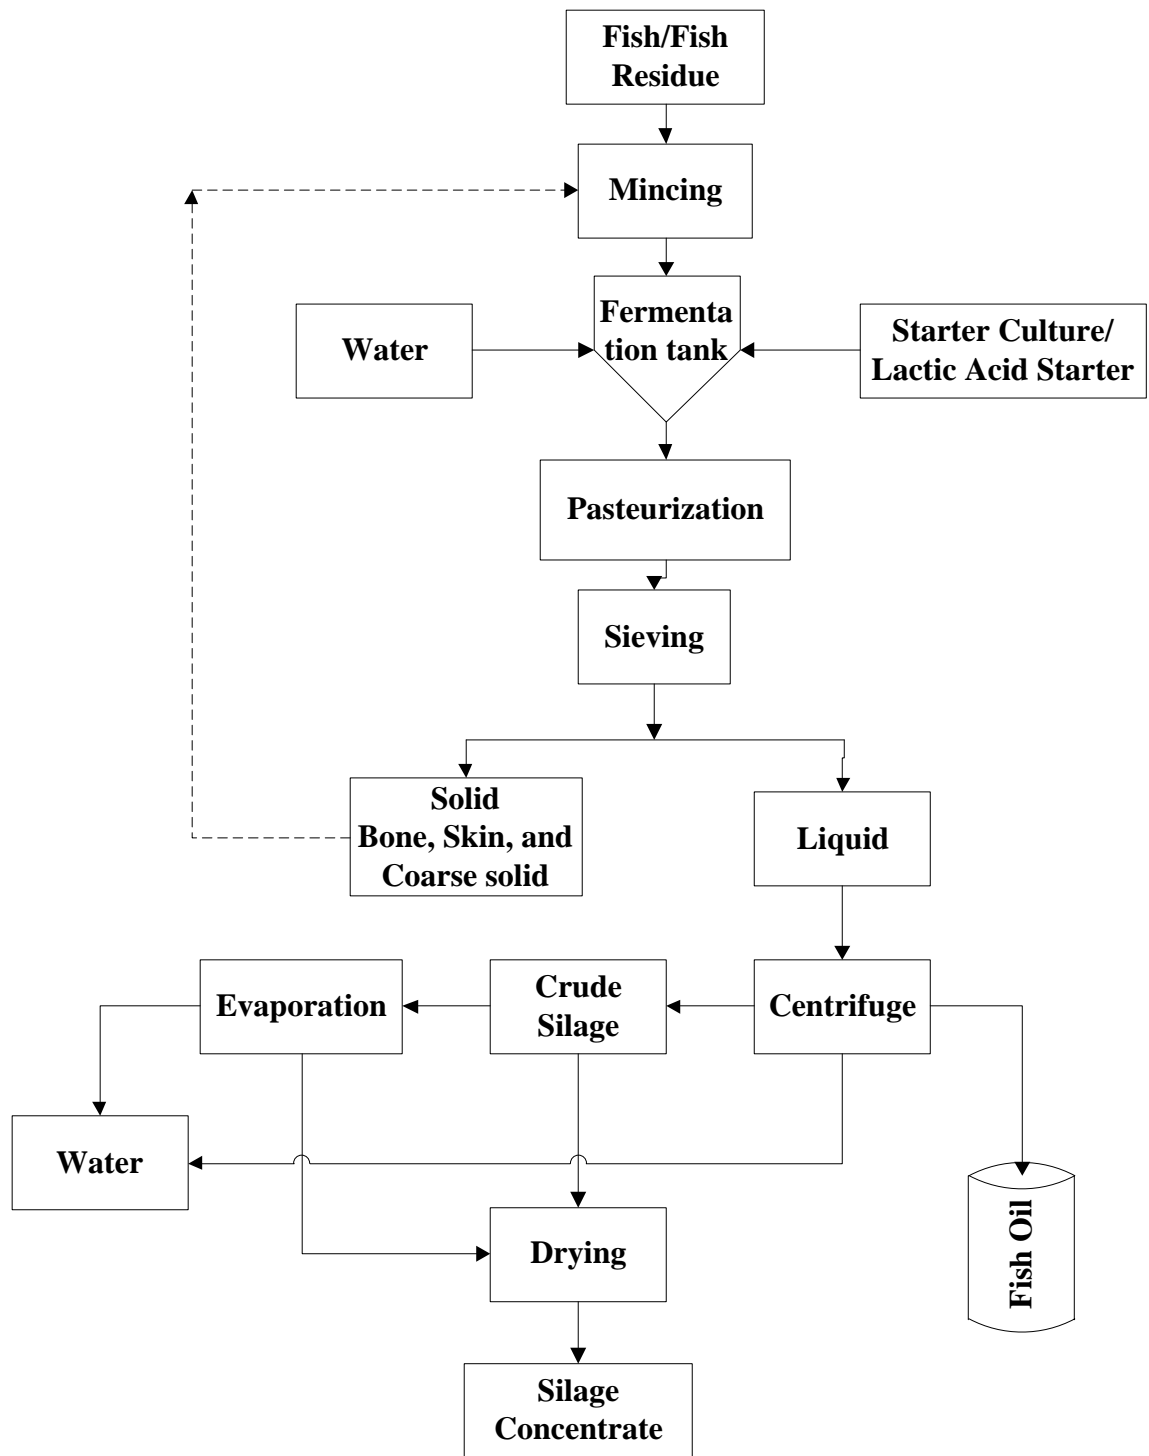 Fish/Fish
Residue
Mincing
Fermenta
tion tank
Water
Starter Culture/
Lactic Acid Starter
Pasteurization
Sieving
Solid
Bone, Skin, and
Coarse solid
Liquid
Evaporation
Crude
Silage
Centrifuge
Water
Drying
Fish Oil
Silage
Concentrate